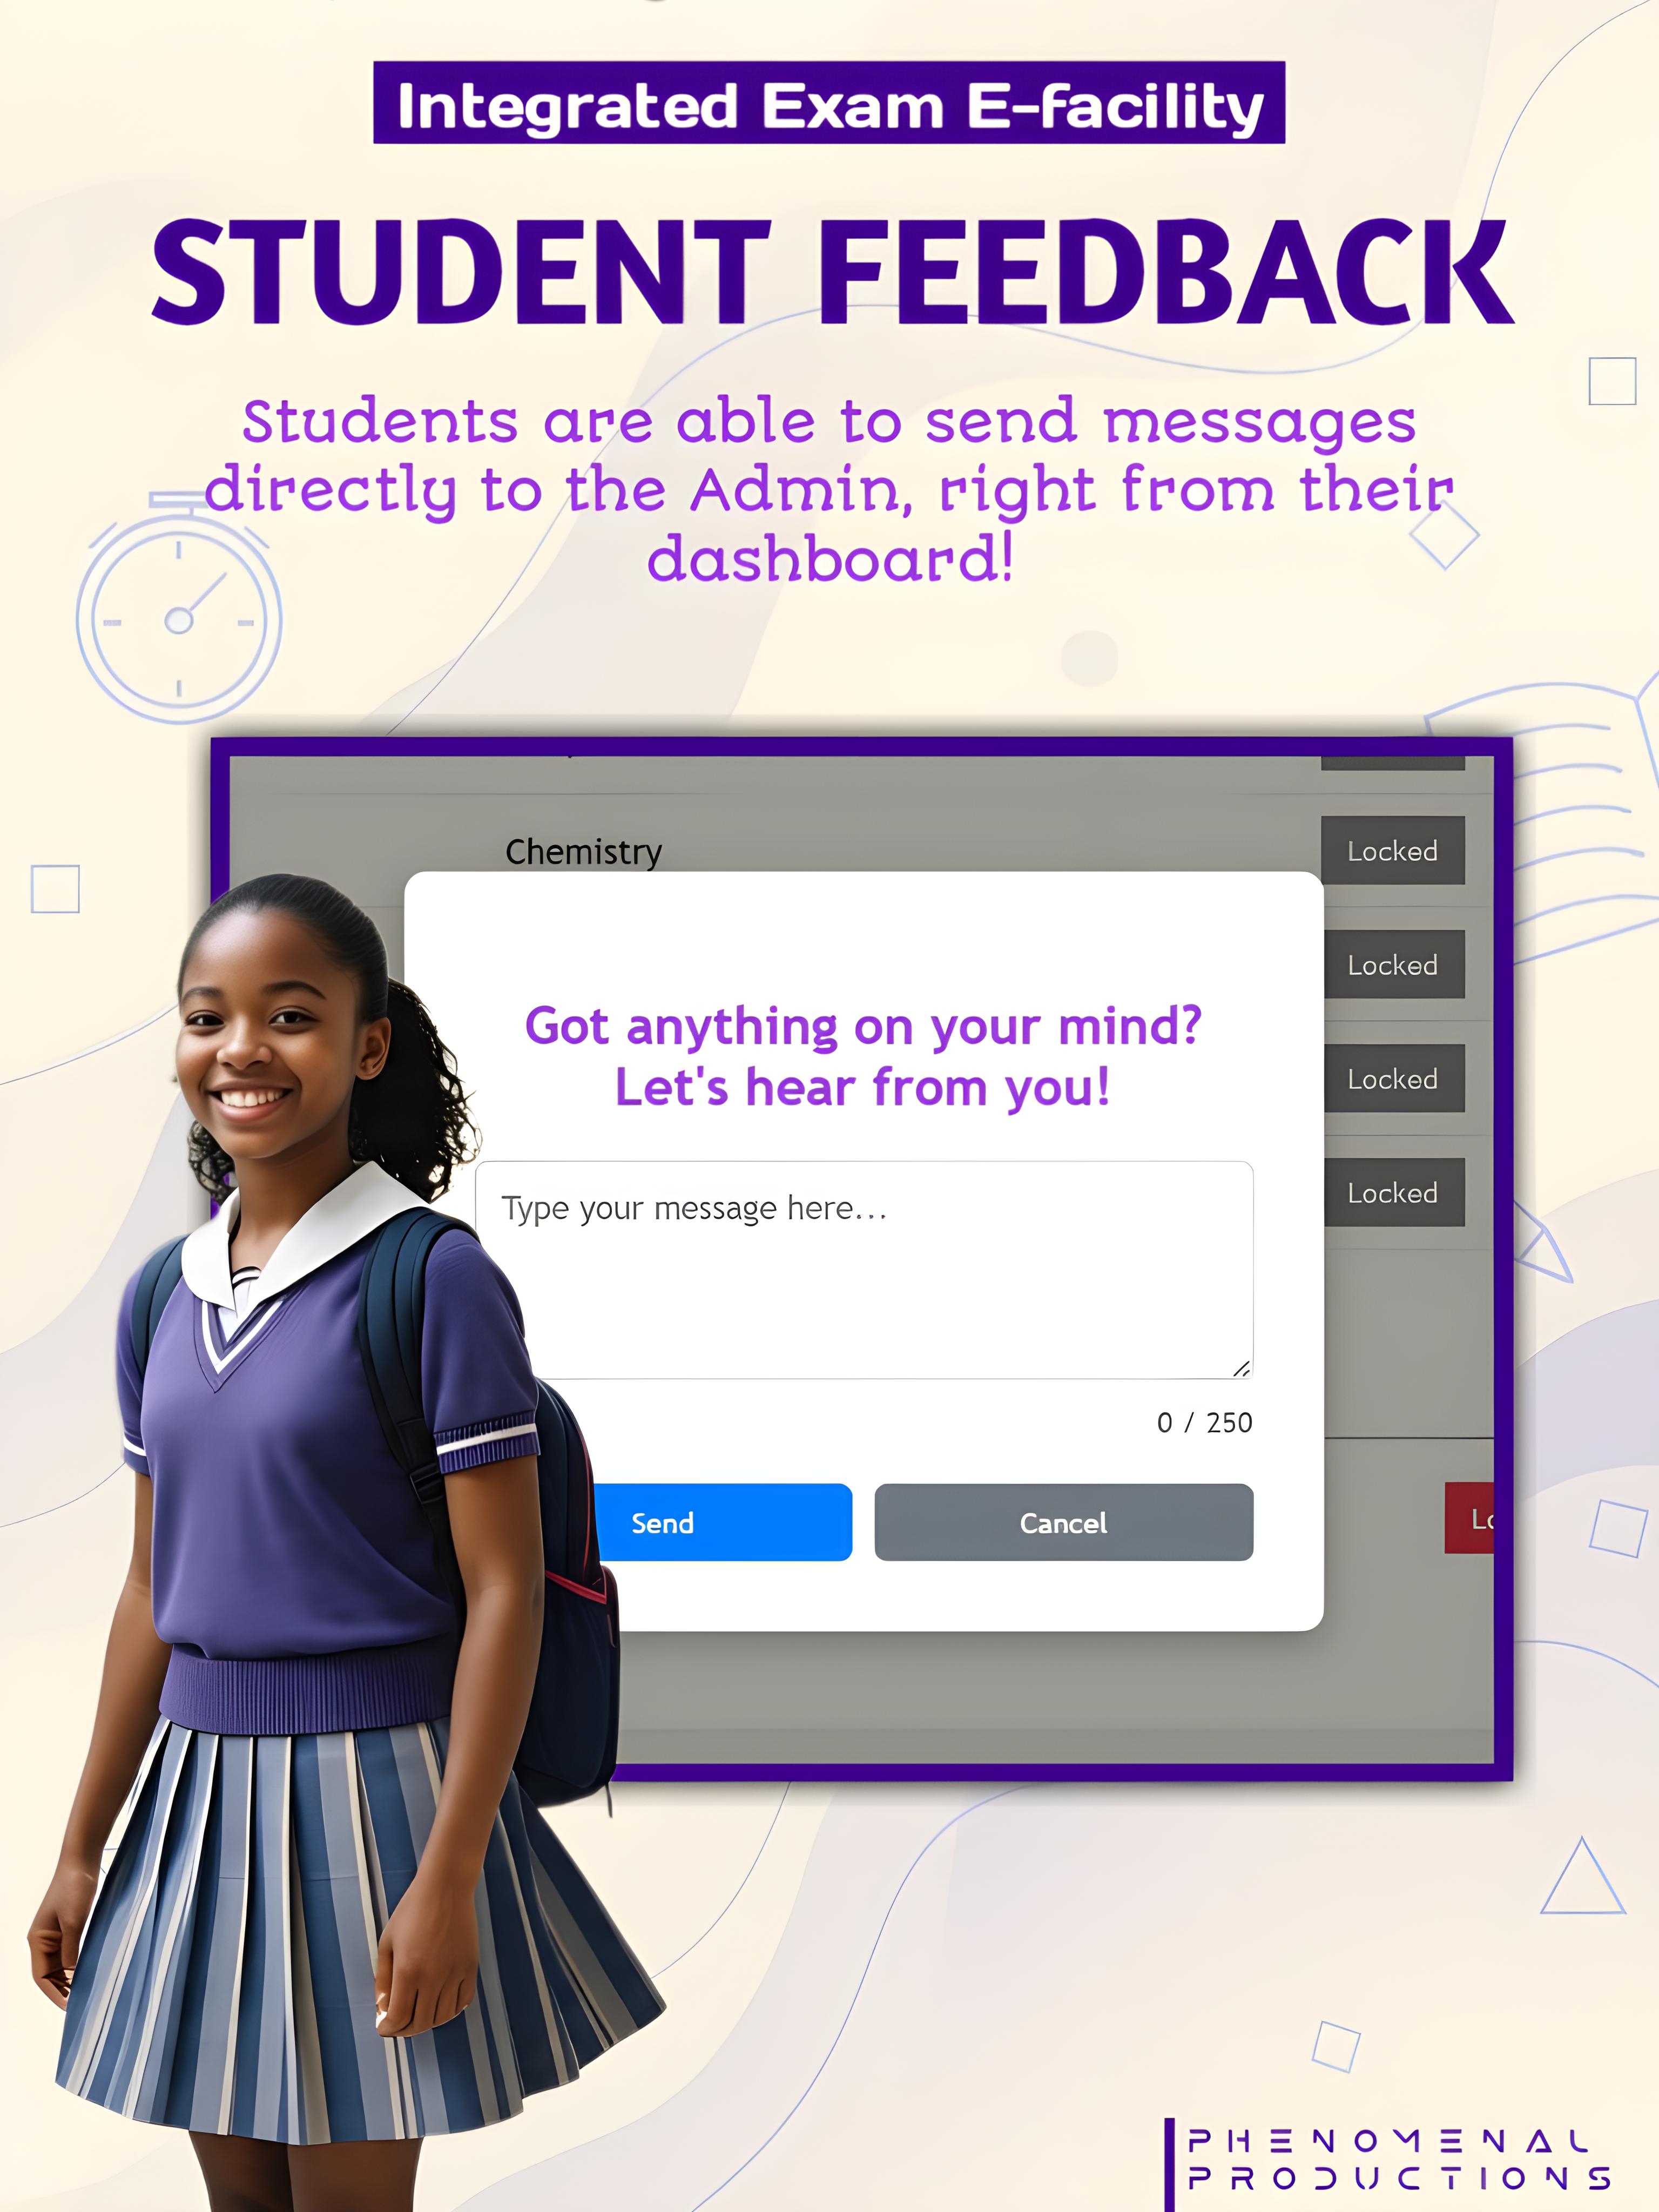 Integrated Exam E-facility
STUDENT FEEDBACK
Students are able to send messages
directly to the Admin, right from their
dashboard!
Chemistry
Locked
Locked
Got anything on your mind?
Let's hear from you!
Locked
Locked
Type your message here...
0 / 250
Send
Cancel
PHENOMENAL
PRODUCTIONS